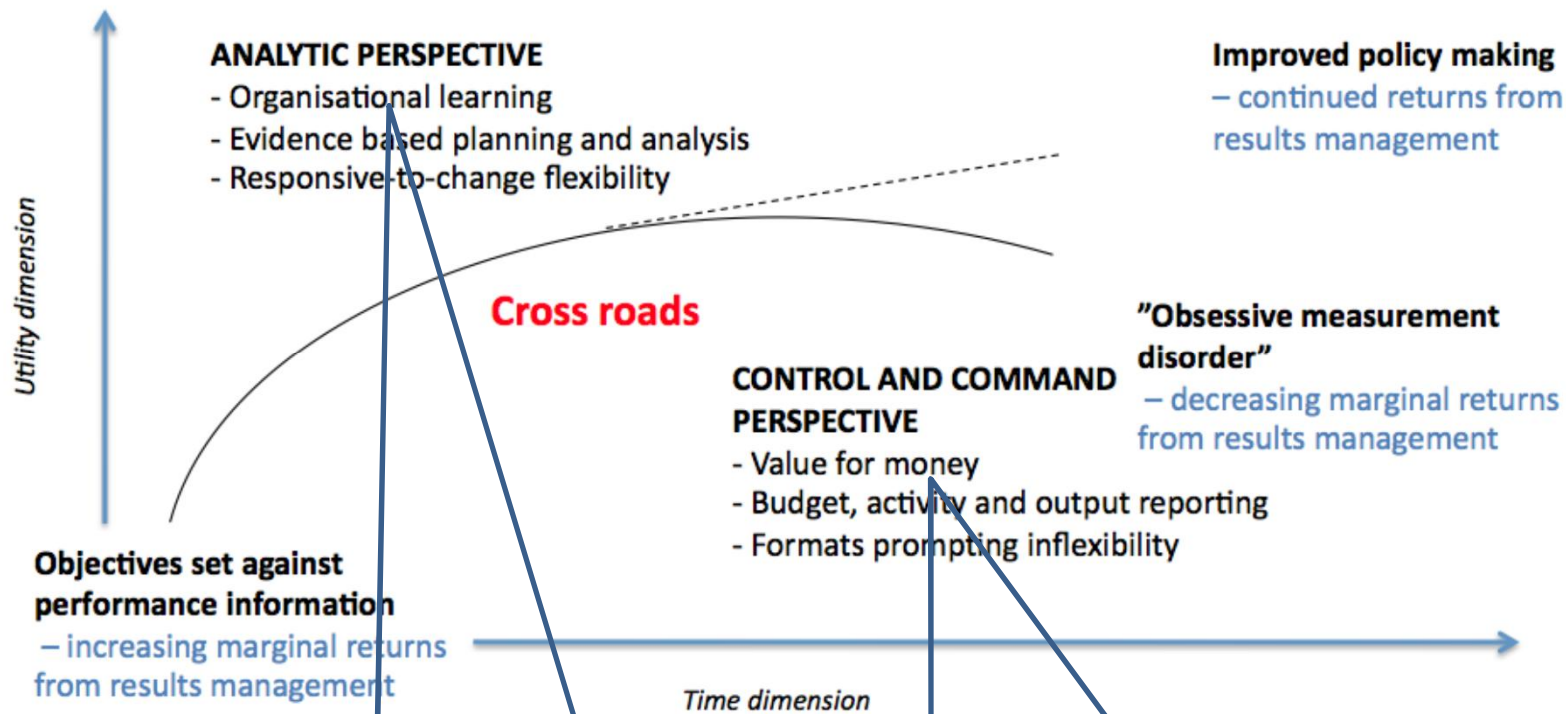 ANALYTIC PERSPECTIVE
- Organisational learning
- Evidence based planning and analysis
- Responsive-to-change flexibility
Improved policy making
– continued returns from
results management
Utility dimension
Cross roads
”Obsessive measurement
disorder”
– decreasing marginal returns
from results management
CONTROL AND COMMAND
PERSPECTIVE
- Value for money
- Budget, activity and output reporting
- Formats prompting inflexibility
Objectives set against
performance information
– increasing marginal returns
from results management
Time dimension